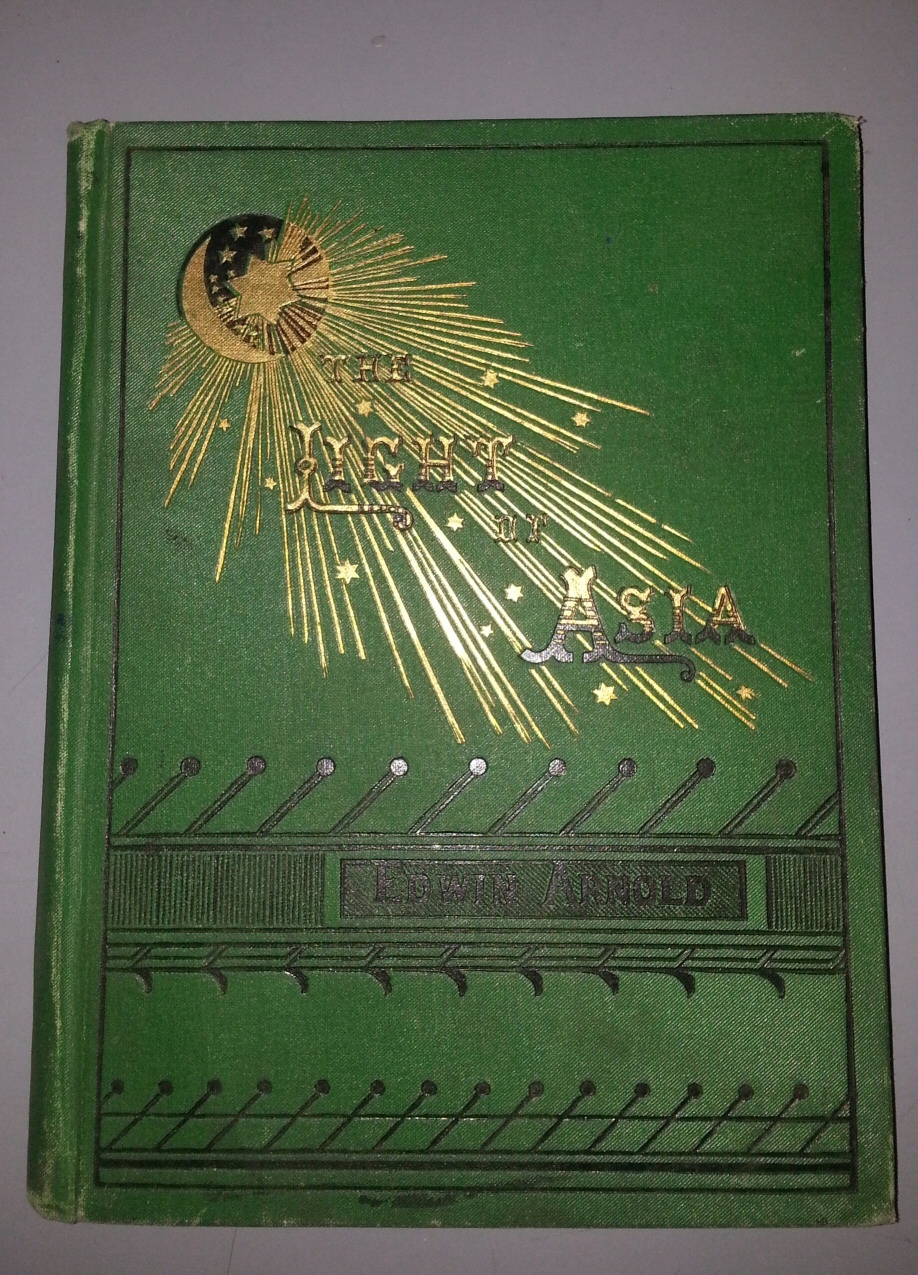 THE
LIGHT
OF
ASIA
EDWIN ARNOLD